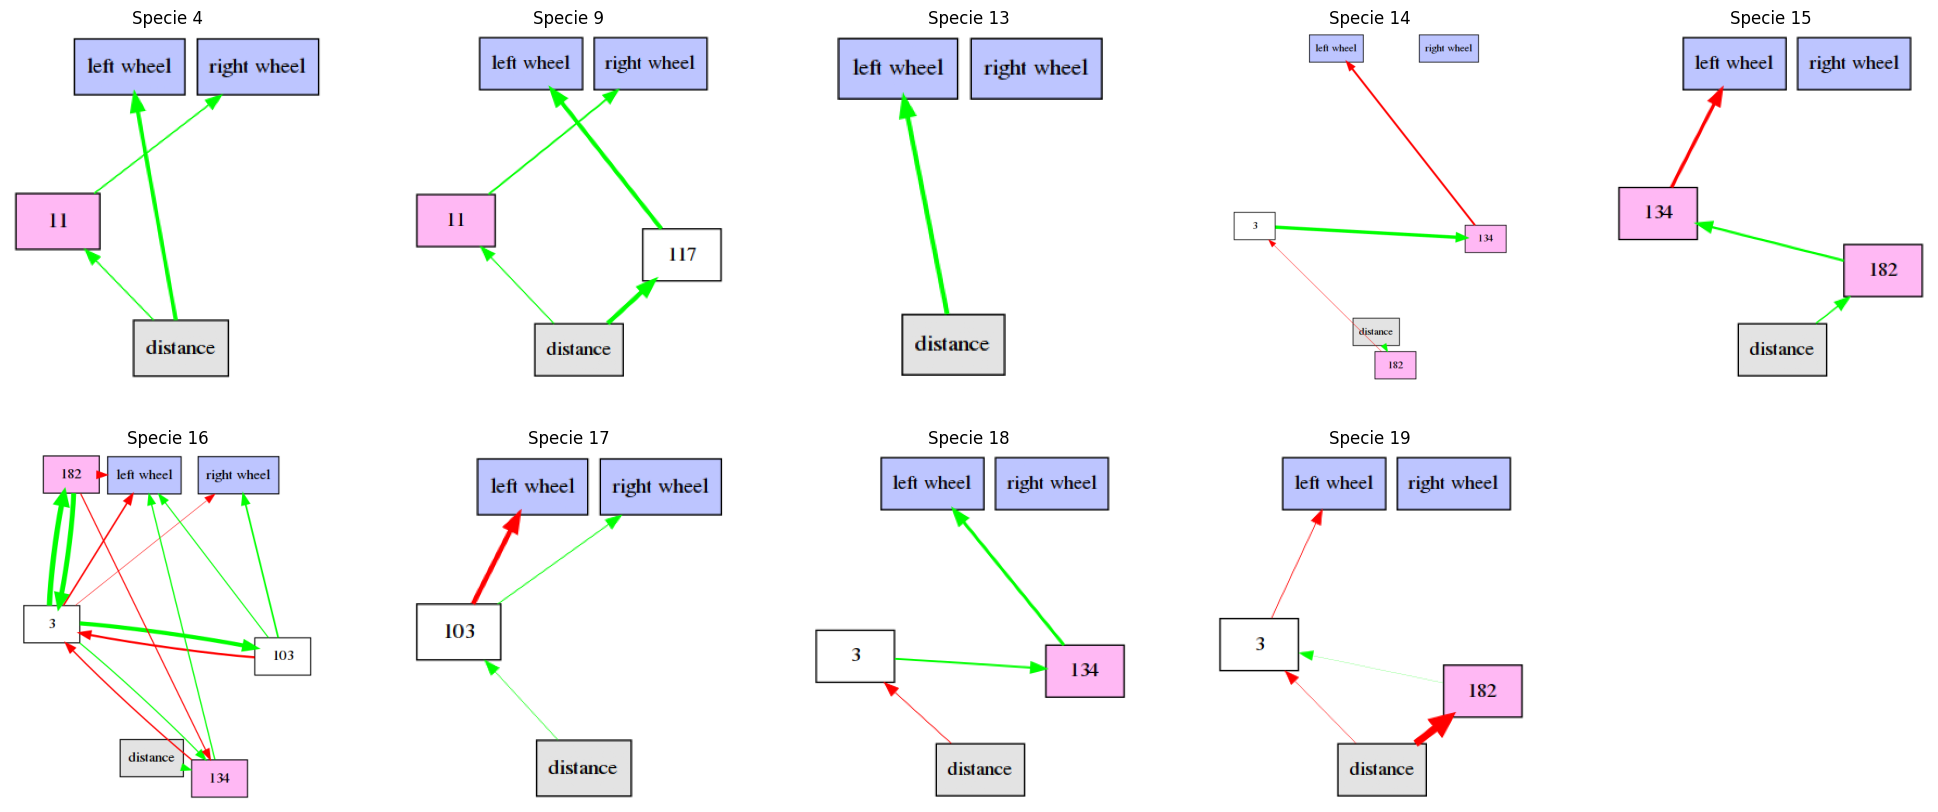 Specie 4
left wheel
right wheel
11
distance
Specie 9
left wheel
right wheel
11
117
distance
Specie 13
left wheel
right wheel
distance
Specie 14
left wheel
right wheel
3
134
distance
182
Specie 15
left wheel
right wheel
134
182
distance
Specie 16
182
left wheel
right wheel
3
103
distance
134
Specie 17
left wheel
right wheel
103
distance
Specie 18
left wheel
right wheel
3
134
distance
Specie 19
left wheel
right wheel
3
182
distance